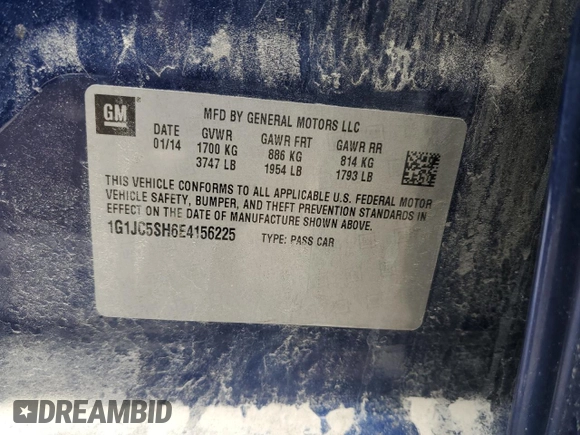 GM
MFD BY GENERAL MOTORS LLC
DATE GVWR GAWR FRT GAWR RR
01/14 1700 KG 886 KG 814 KG
3747 LB 1954 LB 1793 LB
THIS VEHICLE CONFORMS TO ALL APPLICABLE U.S. FEDERAL MOTOR
VEHICLE SAFETY, BUMPER, AND THEFT PREVENTION STANDARDS IN
EFFECT ON THE DATE OF MANUFACTURE SHOWN ABOVE.
1G1JC5SH6E4156225 TYPE: PASS CAR
DREAMBID